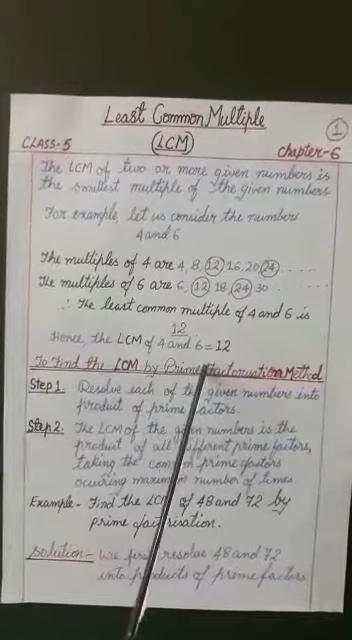 Least Common Multiple
(LCM)
1
CLASS-5
Chapter-6
The LCM of two or more given numbers is
the smallest multiple of the given numbers
For example, let us consider the numbers
4 and 6
The multiples of 4 are 4, 8, 12, 16, 20, 24, ......
The multiples of 6 are 6, 12, 18, 24, 30 ......
∴ The least common multiple of 4 and 6 is
12
Hence, the LCM of 4 and 6 = 12
To Find the LCM by Prime Factorisation Method
Step 1. Resolve each of the given numbers into
product of prime factors.
Step 2. The LCM of the given numbers is the
product of all different prime factors,
taking the common prime factors
occuring maximum number of times.
Example- Find the LCM of 48 and 72 by
prime factorisation.
Solution- We first resolve 48 and 72
into products of prime factors